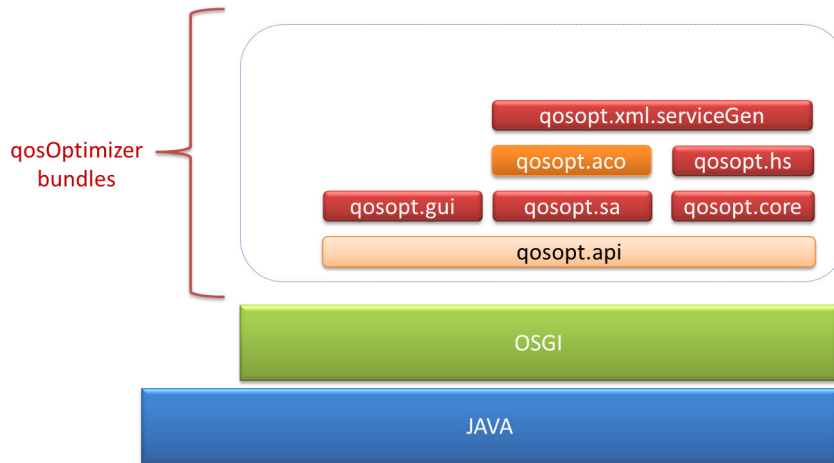 qosopt.xml.serviceGen
qosOptimizer
bundles
qosopt.aco
qosopt.hs
qosopt.gui
qosopt.sa
qosopt.core
qosopt.api
OSGI
JAVA